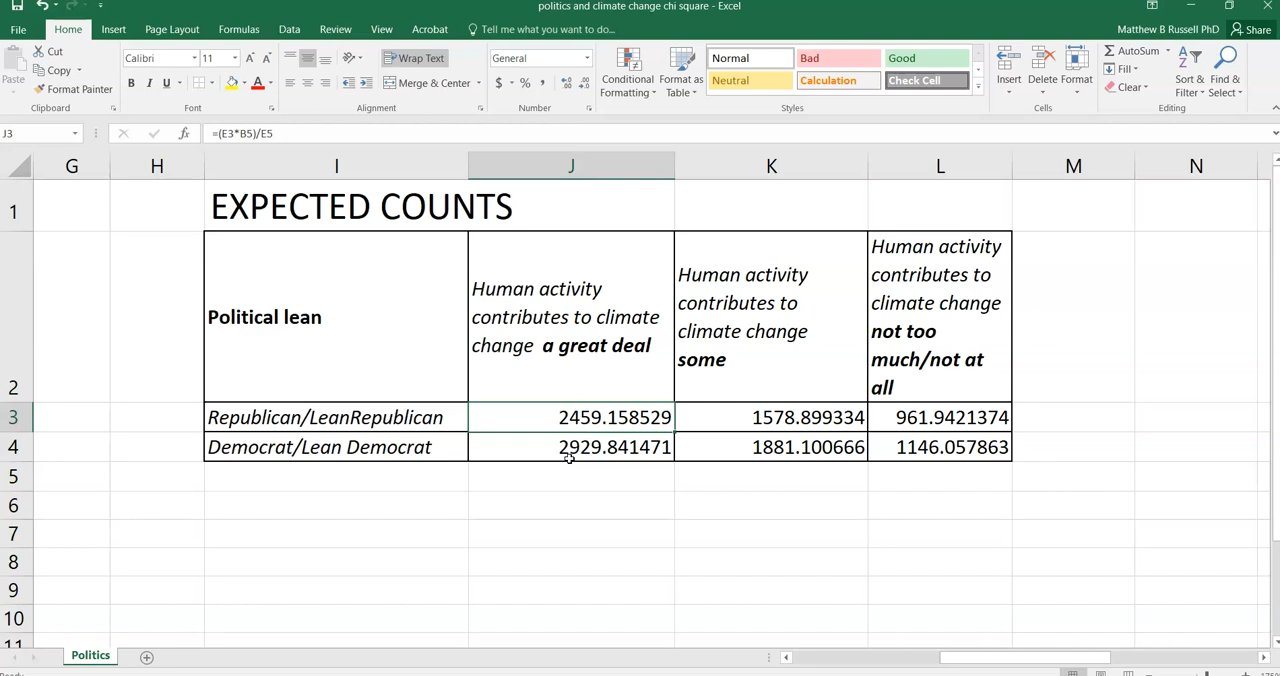 politics and climate change chi square - Excel
File Home Insert Page Layout Formulas Data Review View Acrobat Tell me what you want to do... Matthew B Russell PhD Share
Paste
Cut
Copy
Format Painter
Clipboard
Calibri 11
B I U
Font
Wrap Text
Merge & Center
Alignment
General
$ % ,
Number
Conditional Formatting
Format as Table
Normal Bad Good
Neutral Calculation Check Cell
Styles
Insert Delete Format
Cells
AutoSum
Fill
Clear
Sort & Filter
Find & Select
Editing
J3 fx =(E3*B5)/E5
G H I J K L M N
1 EXPECTED COUNTS
2 Political lean
Human activity
contributes to climate
change a great deal
Human activity
contributes to
climate change
some
Human activity
contributes to
climate change
not too
much/not at
all
3 Republican/LeanRepublican 2459.158529 1578.899334 961.9421374
4 Democrat/Lean Democrat 2929.841471 1881.100666 1146.057863
5
6
7
8
9
10
11
Politics